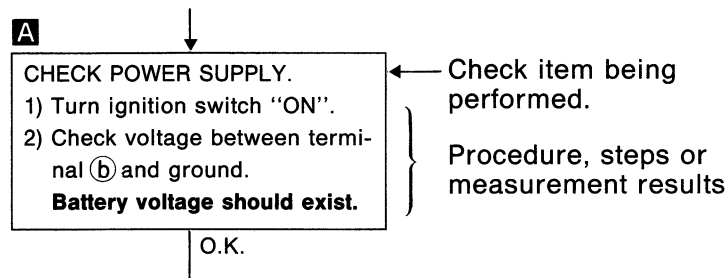 A
CHECK POWER SUPPLY.
1) Turn ignition switch "ON".
2) Check voltage between termi-
nal ⓑ and ground.
Battery voltage should exist.
O.K.
Check item being
performed.
Procedure, steps or
measurement results